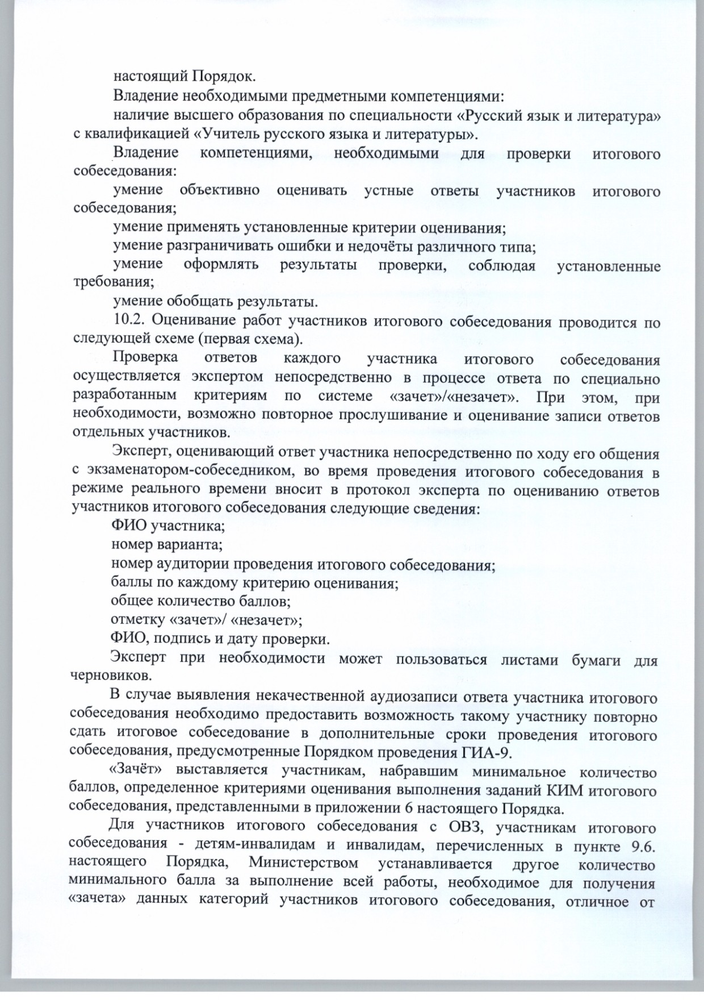 настоящий Порядок.
Владение необходимыми предметными компетенциями:
наличие высшего образования по специальности «Русский язык и литература»
с квалификацией «Учитель русского языка и литературы».
Владение компетенциями, необходимыми для проверки итогового
собеседования:
умение объективно оценивать устные ответы участников итогового
собеседования;
умение применять установленные критерии оценивания;
умение разграничивать ошибки и недочёты различного типа;
умение оформлять результаты проверки, соблюдая установленные
требования;
умение обобщать результаты.
10.2. Оценивание работ участников итогового собеседования проводится по
следующей схеме (первая схема).
Проверка ответов каждого участника итогового собеседования
осуществляется экспертом непосредственно в процессе ответа по специально
разработанным критериям по системе «зачет»/«незачет». При этом, при
необходимости, возможно повторное прослушивание и оценивание записи ответов
отдельных участников.
Эксперт, оценивающий ответ участника непосредственно по ходу его общения
с экзаменатором-собеседником, во время проведения итогового собеседования в
режиме реального времени вносит в протокол эксперта по оцениванию ответов
участников итогового собеседования следующие сведения:
ФИО участника;
номер варианта;
номер аудитории проведения итогового собеседования;
баллы по каждому критерию оценивания;
общее количество баллов;
отметку «зачет»/ «незачет»;
ФИО, подпись и дату проверки.
Эксперт при необходимости может пользоваться листами бумаги для
черновиков.
В случае выявления некачественной аудиозаписи ответа участника итогового
собеседования необходимо предоставить возможность такому участнику повторно
сдать итоговое собеседование в дополнительные сроки проведения итогового
собеседования, предусмотренные Порядком проведения ГИА-9.
«Зачёт» выставляется участникам, набравшим минимальное количество
баллов, определенное критериями оценивания выполнения заданий КИМ итогового
собеседования, представленными в приложении 6 настоящего Порядка.
Для участников итогового собеседования с ОВЗ, участникам итогового
собеседования - детям-инвалидам и инвалидам, перечисленных в пункте 9.6.
настоящего Порядка, Министерством устанавливается другое количество
минимального балла за выполнение всей работы, необходимое для получения
«зачета» данных категорий участников итогового собеседования, отличное от